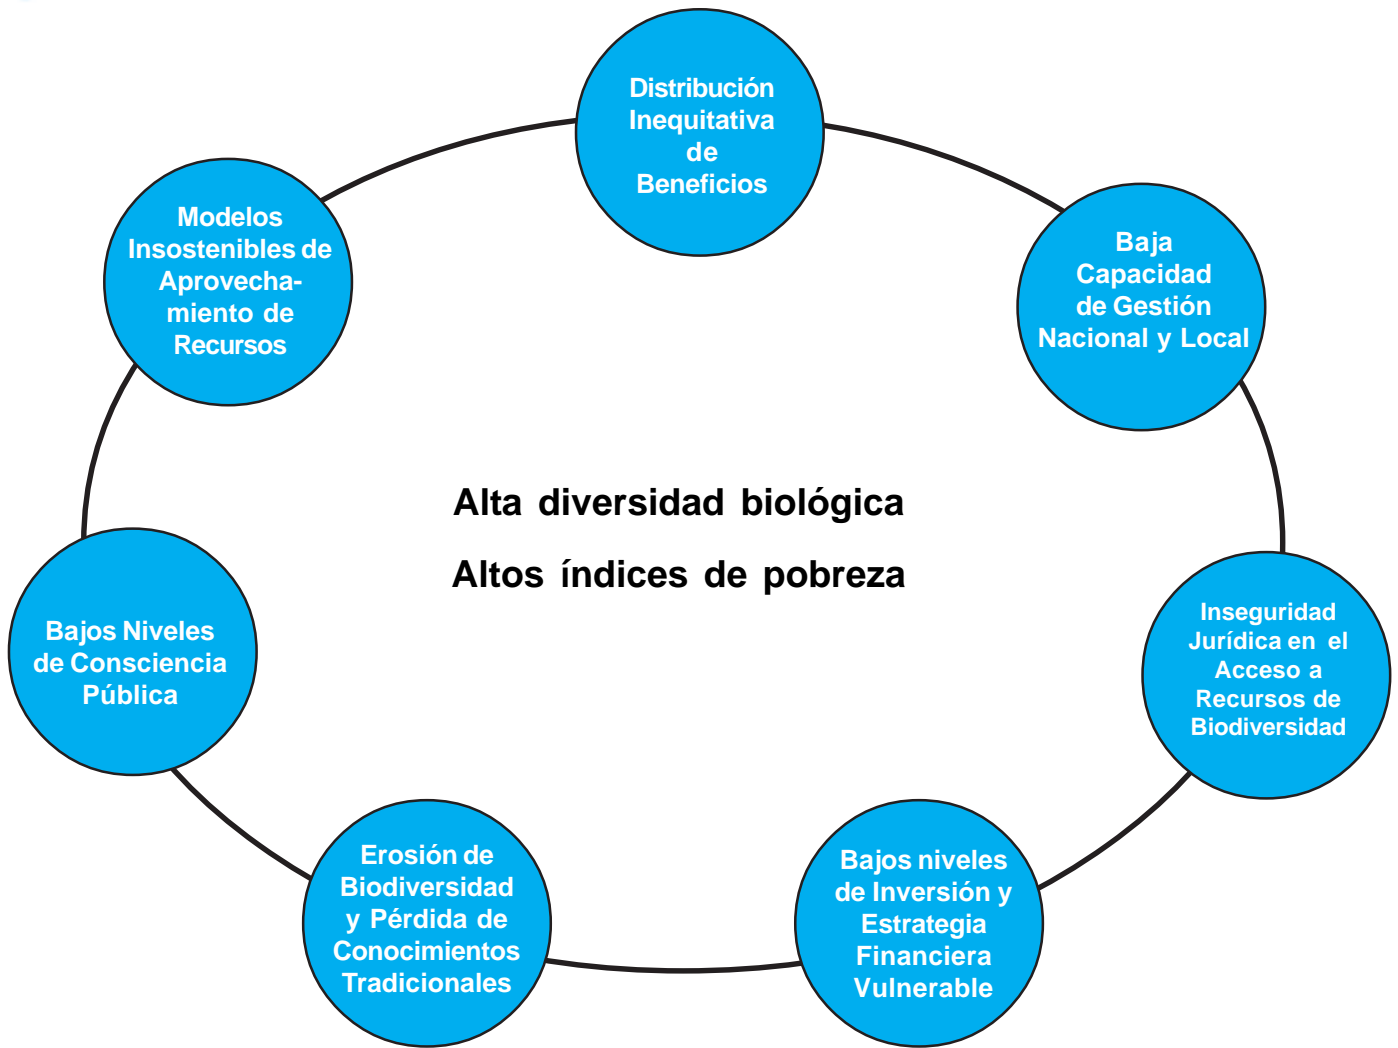 Distribución
Inequitativa
de
Beneficios
Modelos
Insostenibles de
Aprovecha-
miento de
Recursos
Baja
Capacidad
de Gestión
Nacional y Local
Alta diversidad biológica
Altos índices de pobreza
Bajos Niveles
de Consciencia
Pública
Inseguridad
Jurídica en el
Acceso a
Recursos de
Biodiversidad
Erosión de
Biodiversidad
y Pérdida de
Conocimientos
Tradicionales
Bajos niveles
de Inversión y
Estrategia
Financiera
Vulnerable